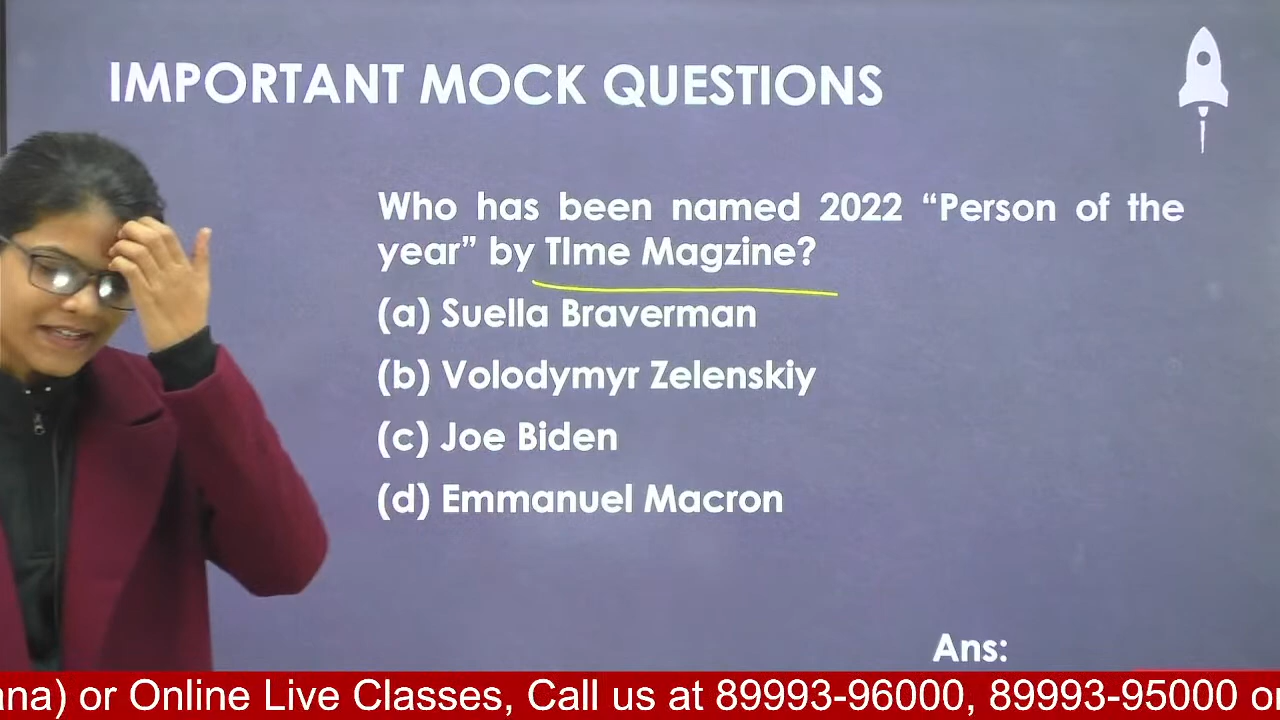 IMPORTANT MOCK QUESTIONS
Who has been named 2022 “Person of the
year” by TIme Magzine?
(a) Suella Braverman
(b) Volodymyr Zelenskiy
(c) Joe Biden
(d) Emmanuel Macron
Ans:
ana) or Online Live Classes, Call us at 89993-96000, 89993-95000 or